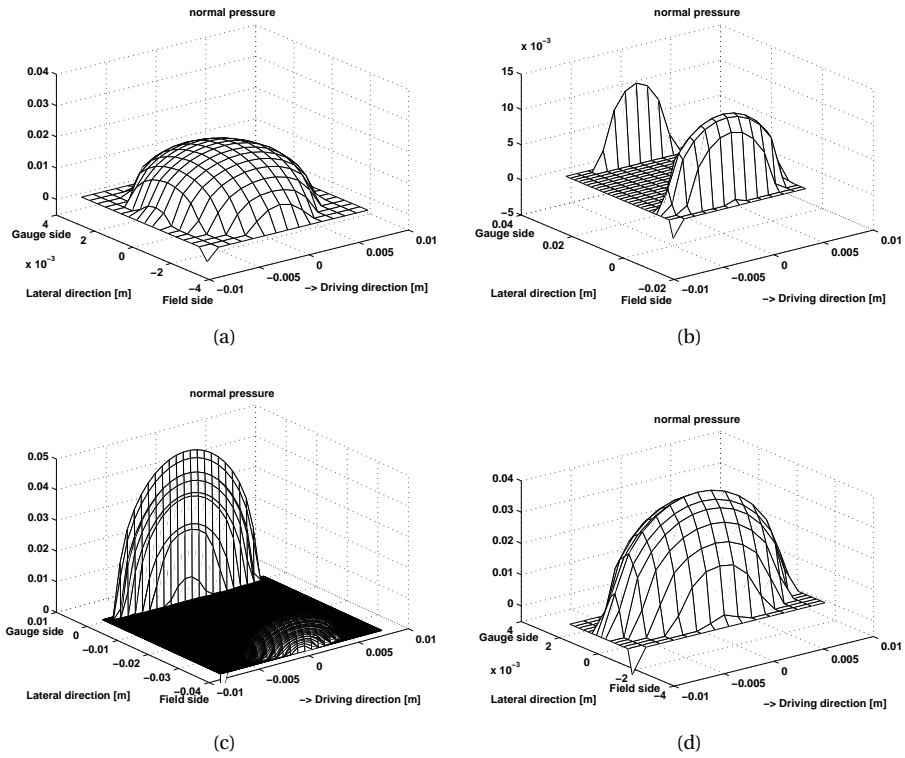 normal pressure
0.04
0.03
0.02
0.01
0
4
Gauge side
2
x 10⁻³
0
−2
−4
Lateral direction [m]
Field side
−0.01
−0.005
0
0.005
0.01
−> Driving direction [m]
(a)
normal pressure
x 10⁻³
15
10
5
0
−5
0.04
Gauge side
0.02
0
−0.02
Lateral direction [m]
Field side
−0.01
−0.005
0
0.005
0.01
−> Driving direction [m]
(b)
normal pressure
0.05
0.04
0.03
0.02
0.01
0
0.01
Gauge side
0
−0.01
−0.02
−0.03
−0.04
Lateral direction [m]
Field side
−0.01
−0.005
0
0.005
0.01
−> Driving direction [m]
(c)
normal pressure
0.04
0.03
0.02
0.01
0
4
Gauge side
2
x 10⁻³
0
−2
−4
Lateral direction [m]
Field side
−0.01
−0.005
0
0.005
0.01
−> Driving direction [m]
(d)